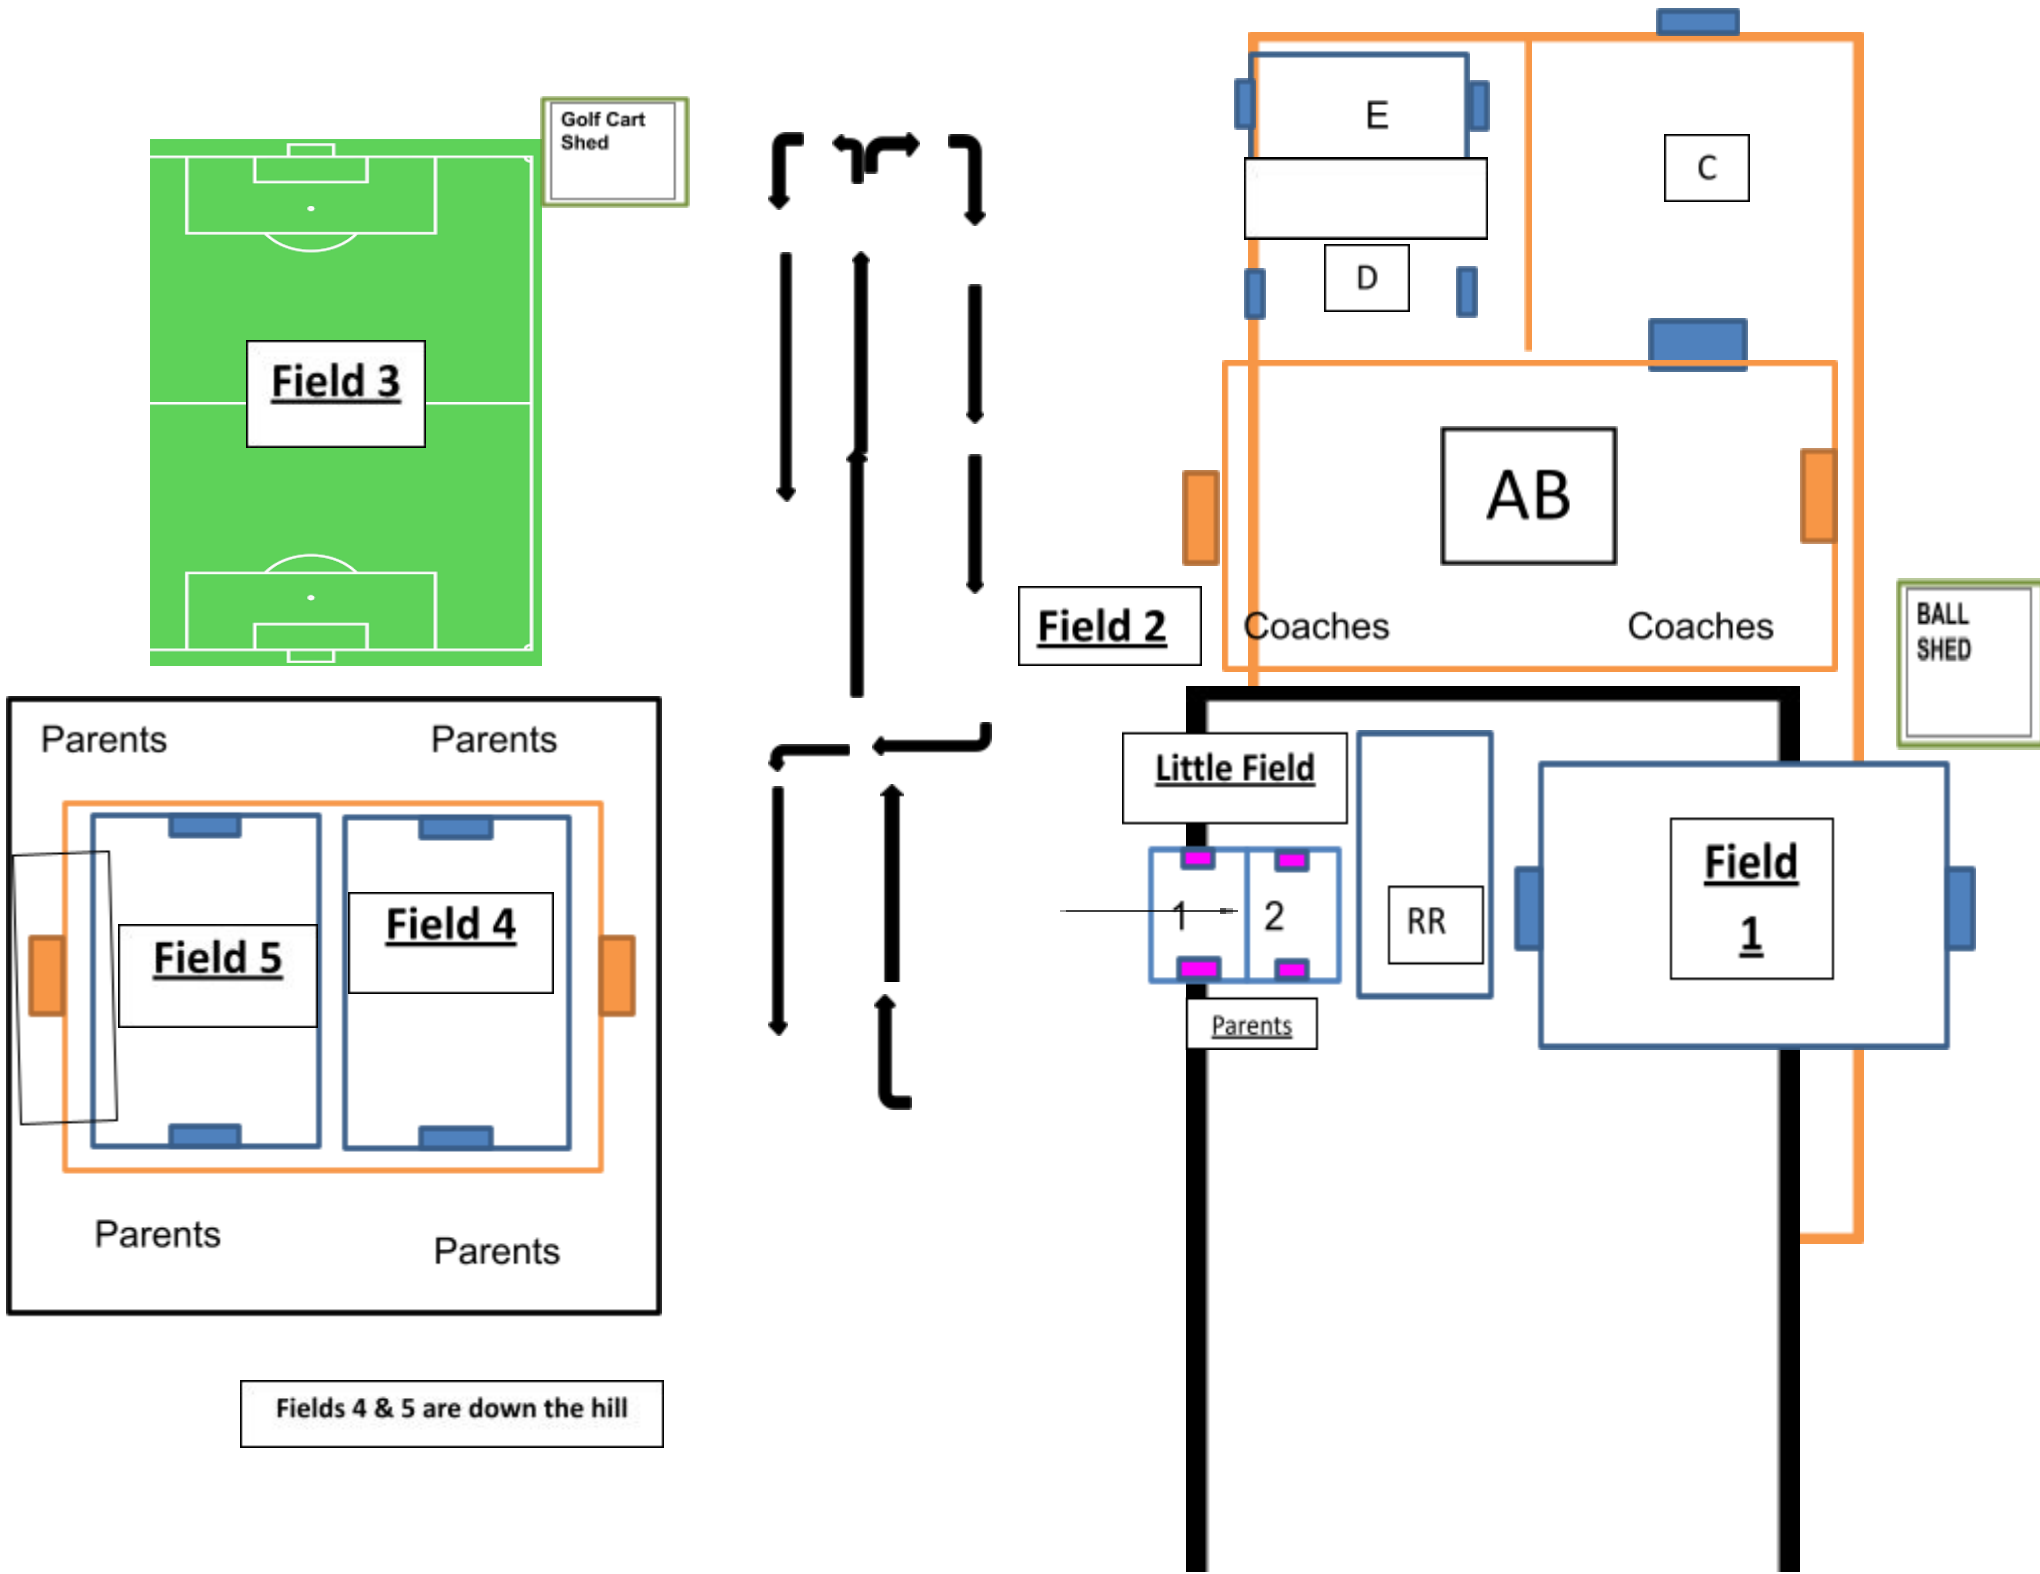 Golf Cart
Shed
E
C
D
Field 3
AB
Field 2
Coaches
Coaches
BALL
SHED
Parents
Parents
Little Field
Field
1
Field 5
Field 4
1
2
RR
Parents
Parents
Parents
Fields 4 & 5 are down the hill